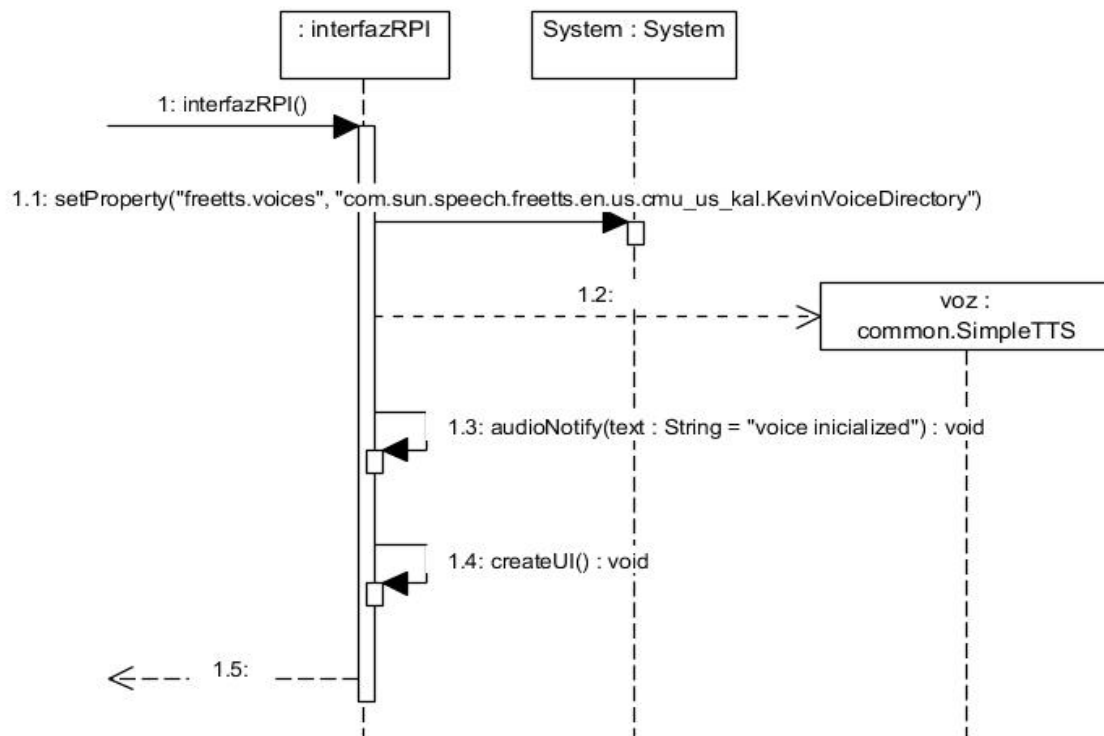 : interfazRPI
System : System
1: interfazRPI()
1.1: setProperty("freetts.voices", "com.sun.speech.freetts.en.us.cmu_us_kal.KevinVoiceDirectory")
1.2:
voz :
common.SimpleTTS
1.3: audioNotify(text : String = "voice inicialized") : void
1.4: createUI() : void
1.5: